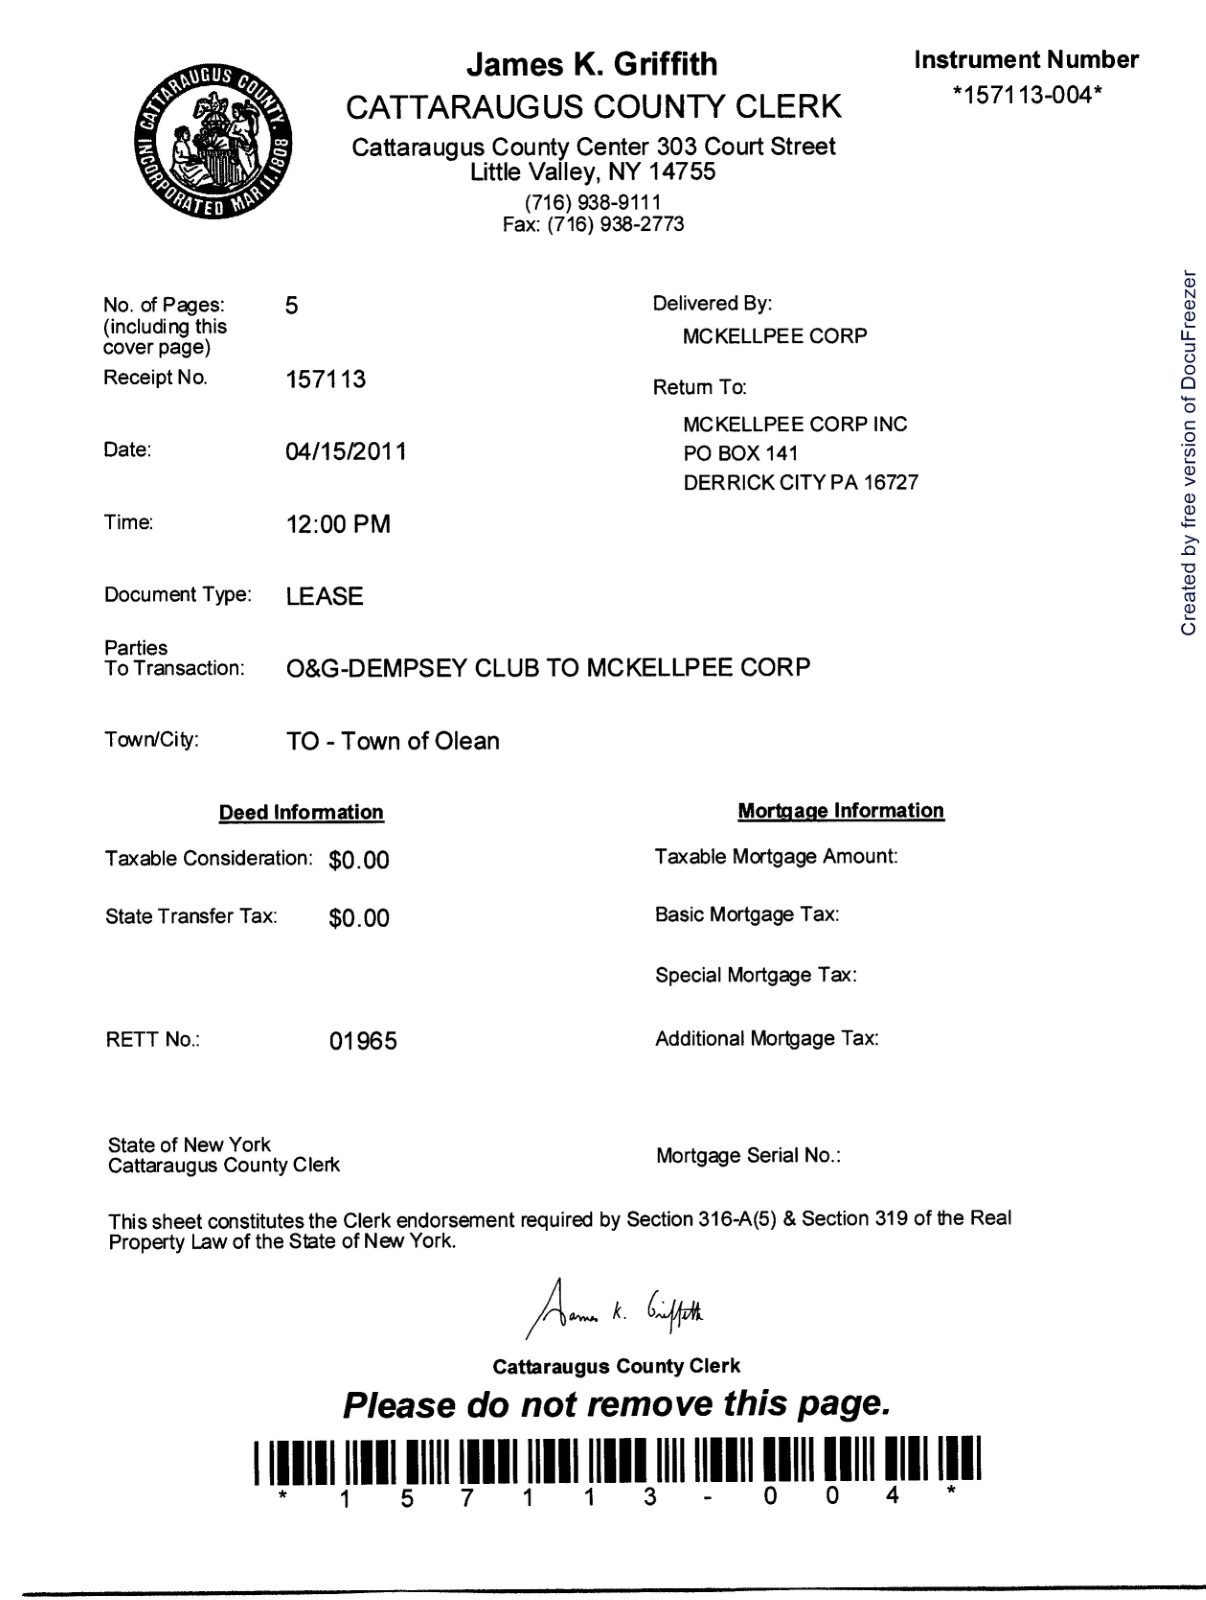 James K. Griffith
CATTARAUGUS COUNTY CLERK
Cattaraugus County Center 303 Court Street
Little Valley, NY 14755
(716) 938-9111
Fax: (716) 938-2773
Instrument Number
*157113-004*
CATTARAUGUS COUNTY.
INCORPORATED MAR 11.1808
No. of Pages: 5
(including this
cover page)
Receipt No. 157113
Date: 04/15/2011
Time: 12:00 PM
Delivered By:
MCKELLPEE CORP
Return To:
MCKELLPEE CORP INC
PO BOX 141
DERRICK CITY PA 16727
Document Type: LEASE
Parties
To Transaction: O&G-DEMPSEY CLUB TO MCKELLPEE CORP
Town/City: TO - Town of Olean
Deed Information
Taxable Consideration: $0.00
State Transfer Tax: $0.00
RETT No.: 01965
Mortgage Information
Taxable Mortgage Amount:
Basic Mortgage Tax:
Special Mortgage Tax:
Additional Mortgage Tax:
State of New York
Cattaraugus County Clerk
Mortgage Serial No.:
This sheet constitutes the Clerk endorsement required by Section 316-A(5) & Section 319 of the Real
Property Law of the State of New York.
James K. Griffith
Cattaraugus County Clerk
Please do not remove this page.
* 1 5 7 1 1 3 - 0 0 4 *
Created by free version of DocuFreezer